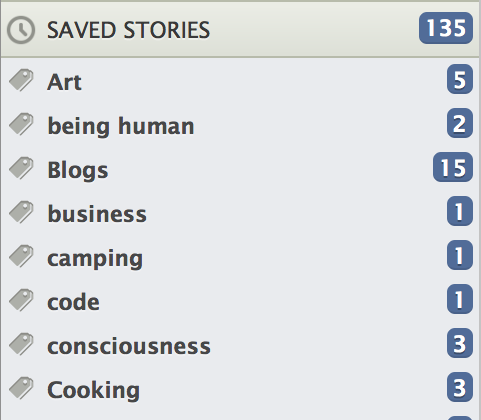 SAVED STORIES 135
Art 5
being human 2
Blogs 15
business 1
camping 1
code 1
consciousness 3
Cooking 3